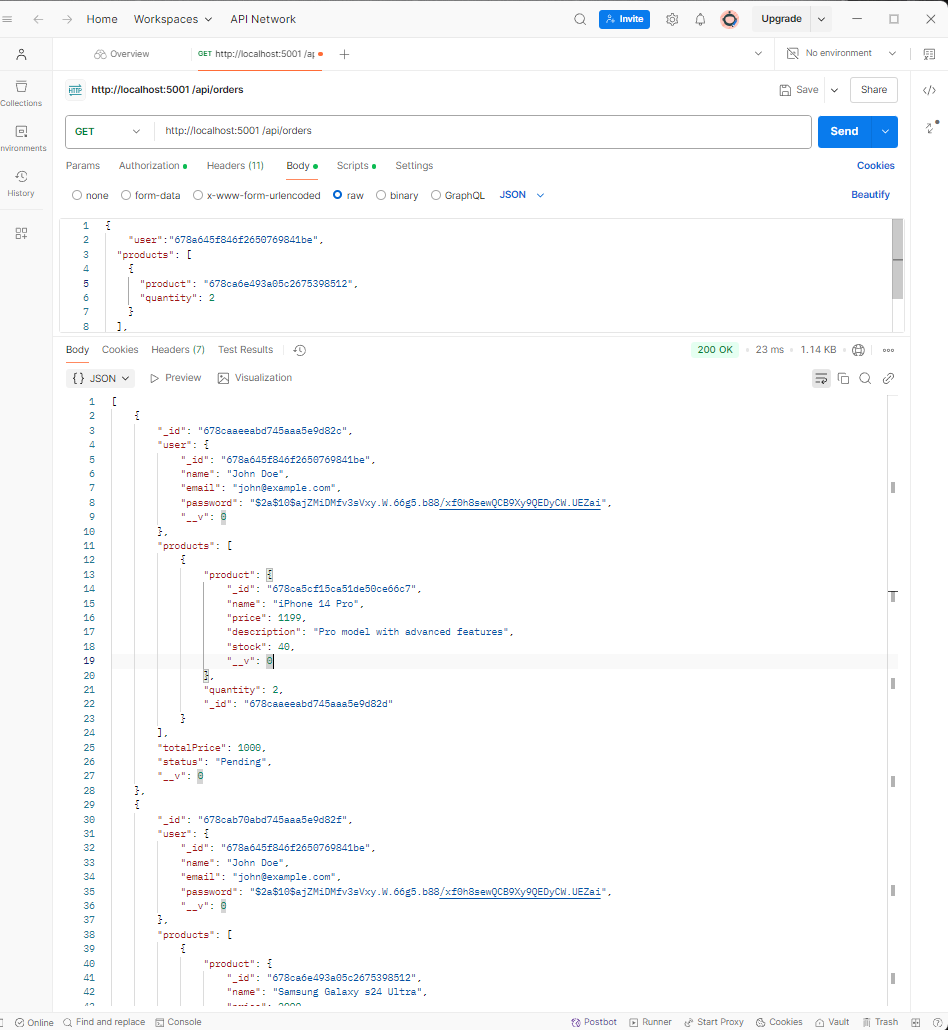 Home Workspaces API Network Invite Upgrade
Overview GET http://localhost:5001 /ap No environment
http://localhost:5001 /api/orders Save Share
Collections
GET http://localhost:5001 /api/orders Send
nvironments
Params Authorization Headers (11) Body Scripts Settings Cookies
History
none form-data x-www-form-urlencoded raw binary GraphQL JSON Beautify
1 {
2 "user":"678a645f846f2650769841be",
3 "products": [
4 {
5 "product": "678ca6e493a05c2675398512",
6 "quantity": 2
7 }
8 ],
Body Cookies Headers (7) Test Results 200 OK 23 ms 1.14 KB
{} JSON Preview Visualization
1 [
2 {
3 "_id": "678caaeeabd745aaa5e9d82c",
4 "user": {
5 "_id": "678a645f846f2650769841be",
6 "name": "John Doe",
7 "email": "john@example.com",
8 "password": "$2a$10$ajZMiDMfv3sVxy.W.66g5.b88/xf0h8sewQCB9Xy9QEDyCW.UEZai",
9 "__v": 0
10 },
11 "products": [
12 {
13 "product": {
14 "_id": "678ca5cf15ca51de50ce66c7",
15 "name": "iPhone 14 Pro",
16 "price": 1199,
17 "description": "Pro model with advanced features",
18 "stock": 40,
19 "__v": 0
20 },
21 "quantity": 2,
22 "_id": "678caaeeabd745aaa5e9d82d"
23 }
24 ],
25 "totalPrice": 1000,
26 "status": "Pending",
27 "__v": 0
28 },
29 {
30 "_id": "678cab70abd745aaa5e9d82f",
31 "user": {
32 "_id": "678a645f846f2650769841be",
33 "name": "John Doe",
34 "email": "john@example.com",
35 "password": "$2a$10$ajZMiDMfv3sVxy.W.66g5.b88/xf0h8sewQCB9Xy9QEDyCW.UEZai",
36 "__v": 0
37 },
38 "products": [
39 {
40 "product": {
41 "_id": "678ca6e493a05c2675398512",
42 "name": "Samsung Galaxy s24 Ultra",
Online Find and replace Console Postbot Runner Start Proxy Cookies Vault Trash